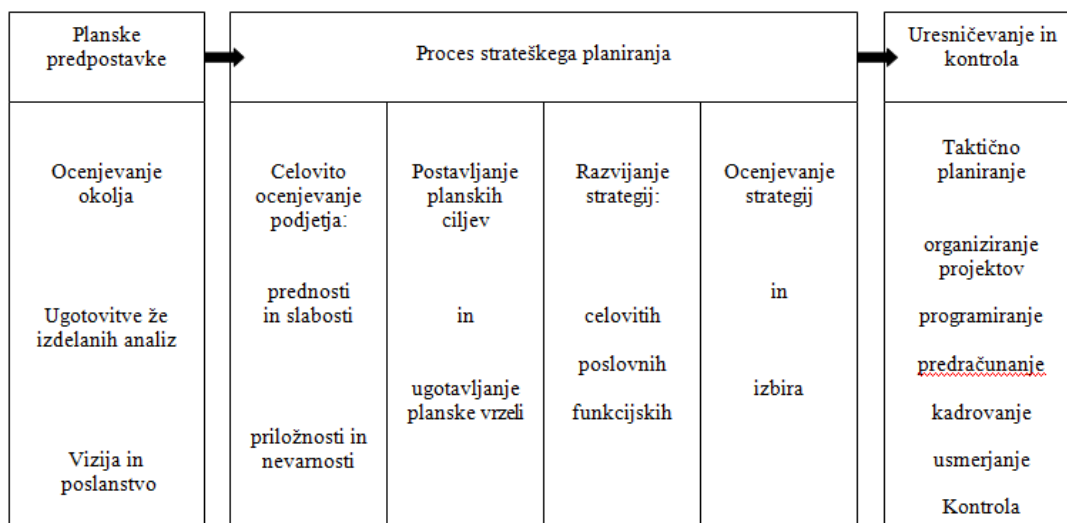 Planske
predpostavke
Proces strateškega planiranja
Uresničevanje in
kontrola
Ocenjevanje
okolja
Ugotovitve že
izdelanih analiz
Vizija in
poslanstvo
Celovito
ocenjevanje
podjetja:
prednosti
in slabosti
priložnosti in
nevarnosti
Postavljanje
planskih
ciljev
in
ugotavljanje
planske vrzeli
Razvijanje
strategij:
celovitih
poslovnih
funkcijskih
Ocenjevanje
strategij
in
izbira
Taktično
planiranje
organiziranje
projektov
programiranje
predračunanje
kadrovanje
usmerjanje
Kontrola